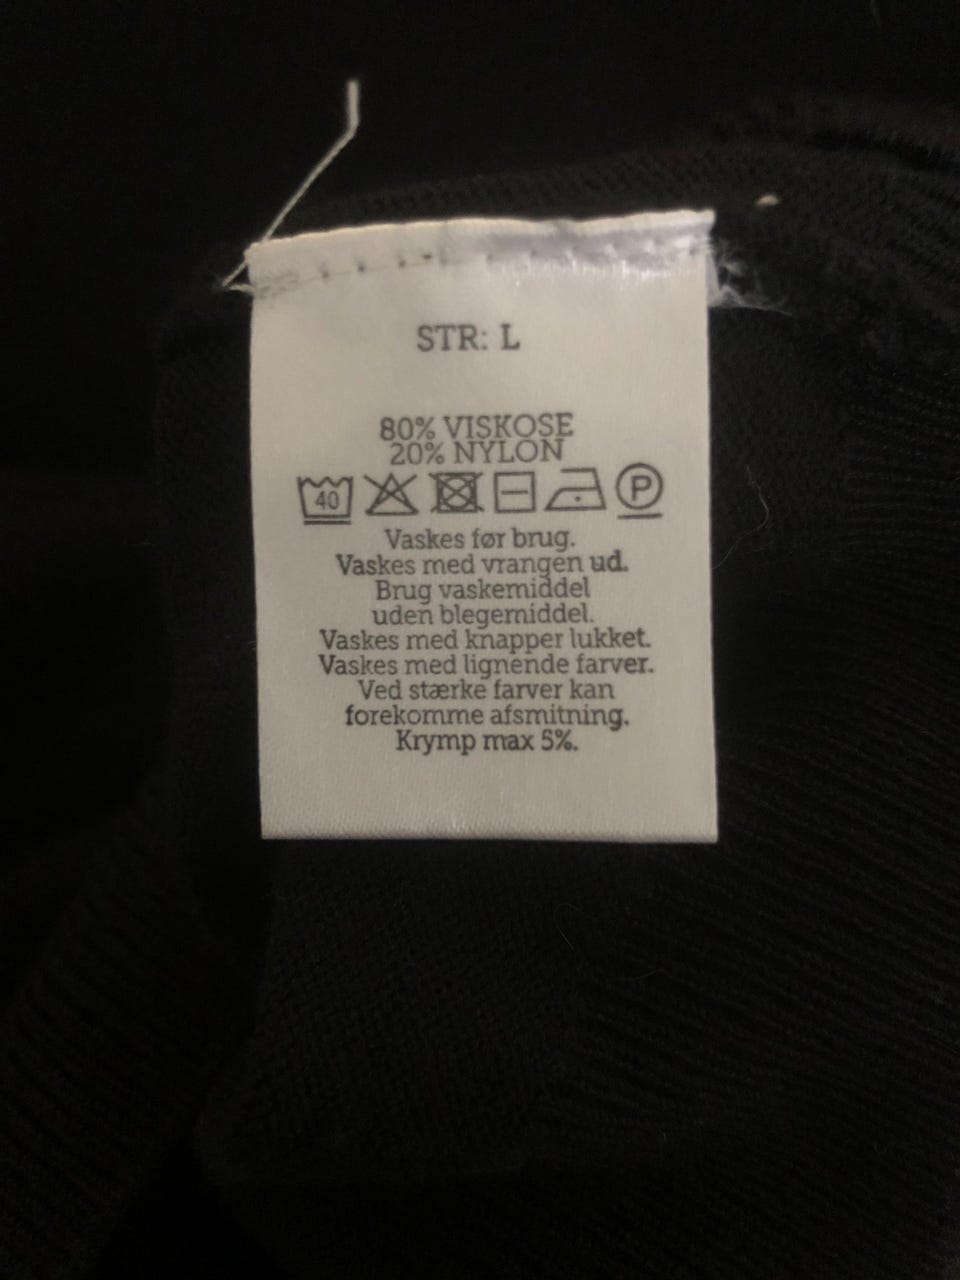 STR: L
80% VISKOSE
20% NYLON
40 P
Vaskes før brug.
Vaskes med vrangen ud.
Brug vaskemiddel
uden blegemiddel.
Vaskes med knapper lukket.
Vaskes med lignende farver.
Ved stærke farver kan
forekomme afsmitning.
Krymp max 5%.